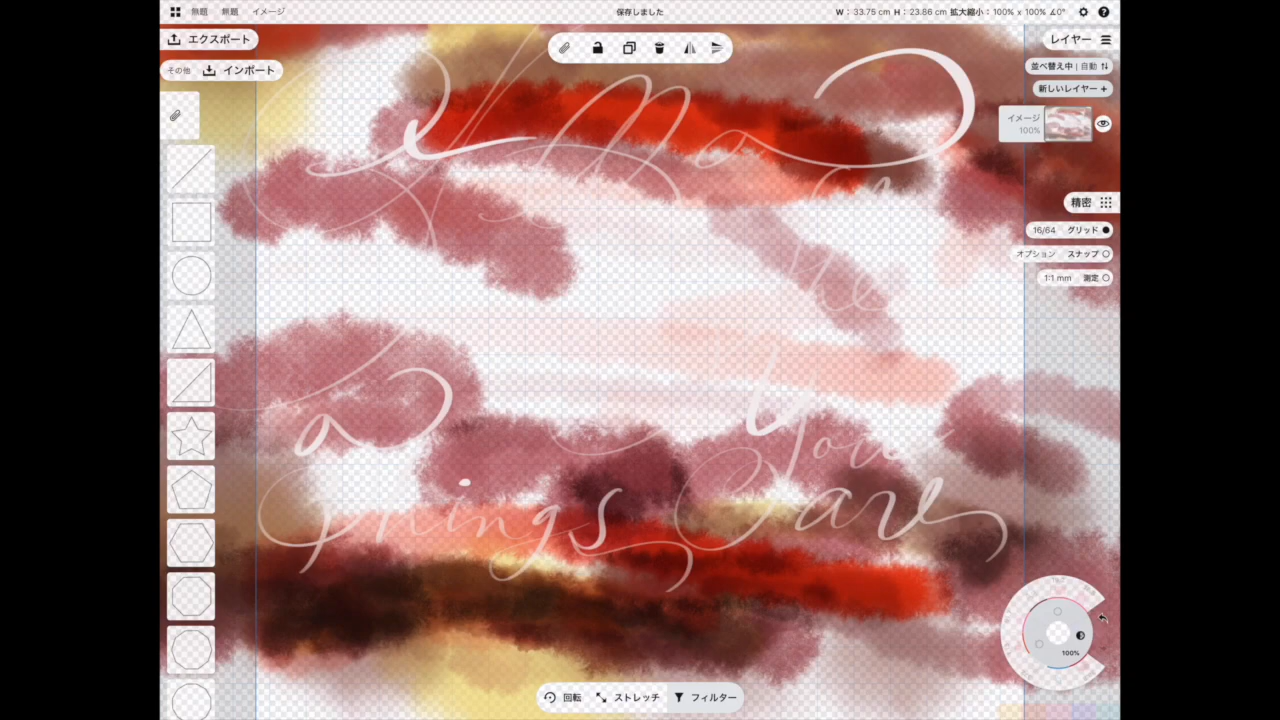 無題 無題 イメージ 保存しました W：33.75 cm H：23.86 cm 拡大縮小：100% x 100% ∠0°
エクスポート
レイヤー
その他 インポート
並べ替え中 | 自動
新しいレイヤー +
イメージ
100%
精密
16/64 グリッド
オプション スナップ
1:1 mm 測定
a
You
Things Care
100%
回転 ストレッチ フィルター